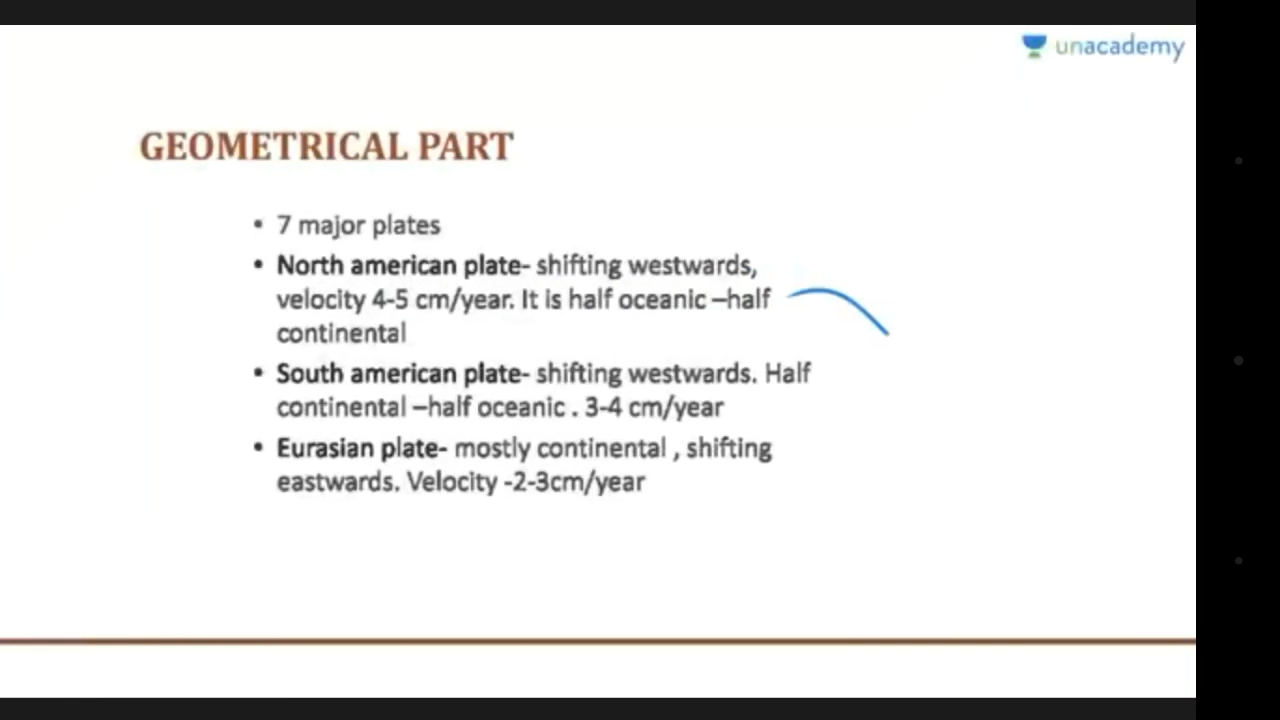 unacademy
GEOMETRICAL PART
• 7 major plates
• North american plate- shifting westwards,
velocity 4-5 cm/year. It is half oceanic –half
continental
• South american plate- shifting westwards. Half
continental –half oceanic . 3-4 cm/year
• Eurasian plate- mostly continental , shifting
eastwards. Velocity -2-3cm/year